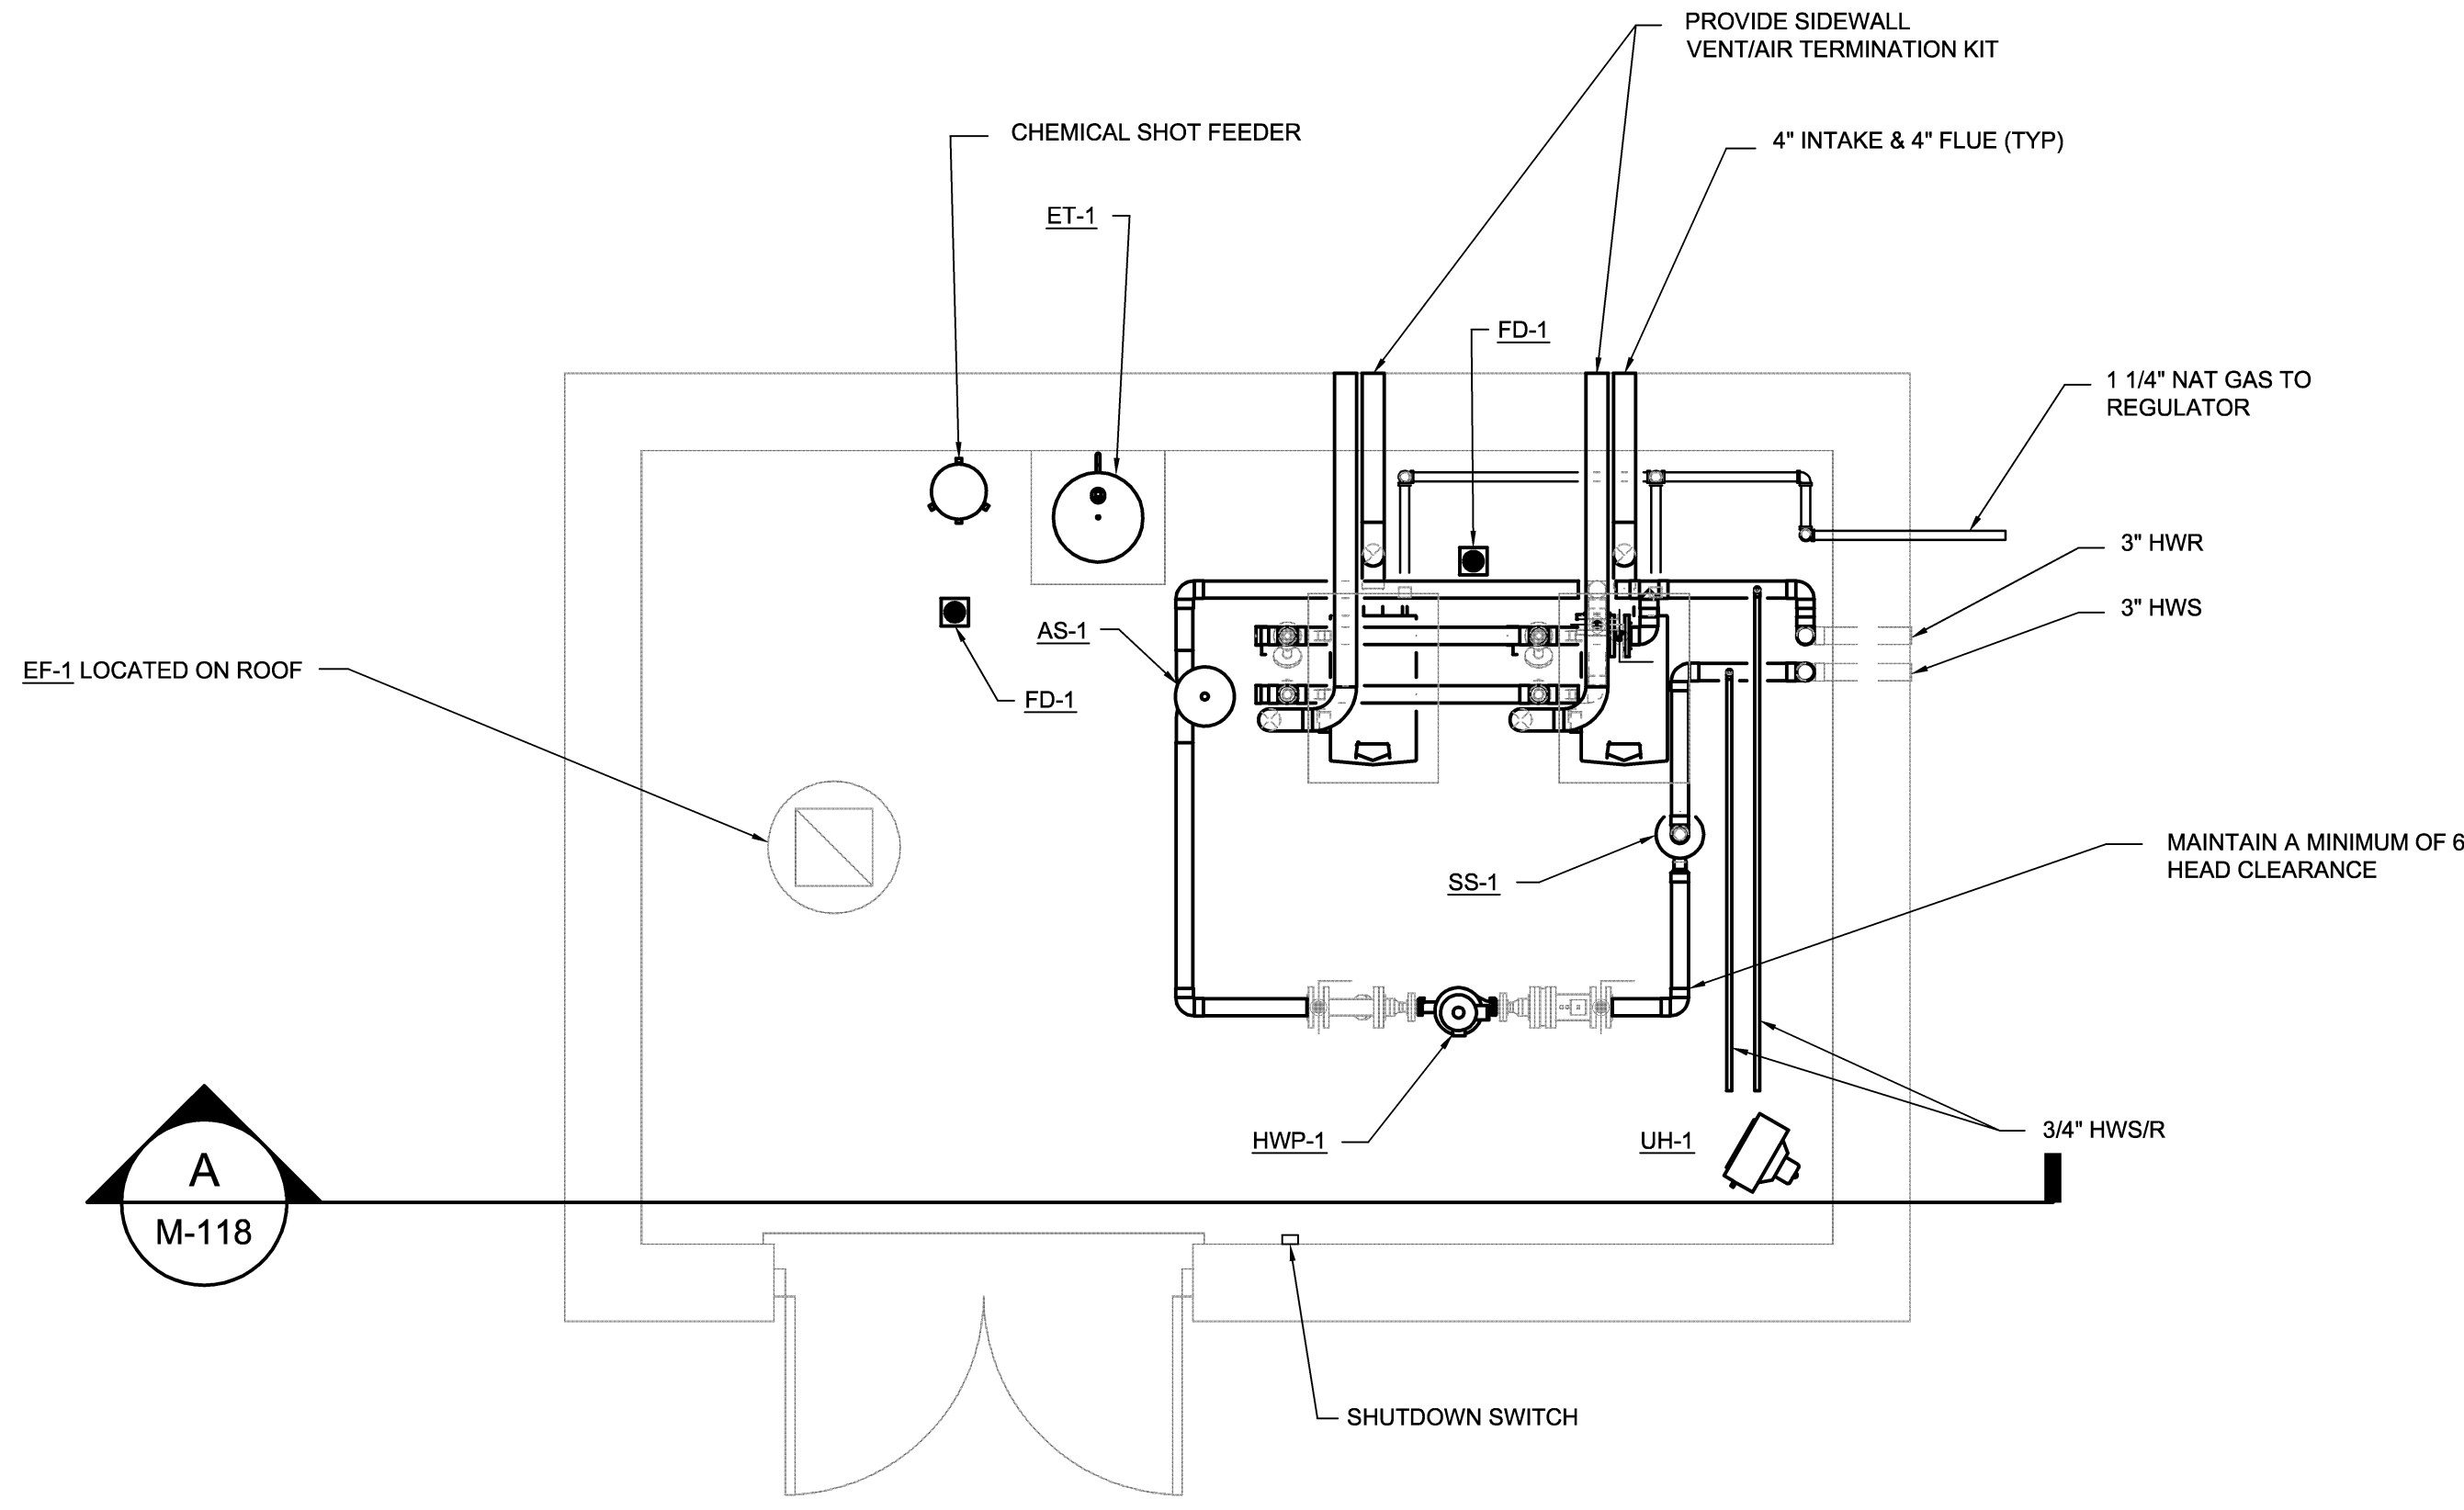 PROVIDE SIDEWALL
VENT/AIR TERMINATION KIT
CHEMICAL SHOT FEEDER
4" INTAKE & 4" FLUE (TYP)
ET-1
FD-1
1 1/4" NAT GAS TO
REGULATOR
3" HWR
3" HWS
AS-1
EF-1 LOCATED ON ROOF
FD-1
MAINTAIN A MINIMUM OF 6
HEAD CLEARANCE
SS-1
HWP-1
UH-1
3/4" HWS/R
A
M-118
SHUTDOWN SWITCH